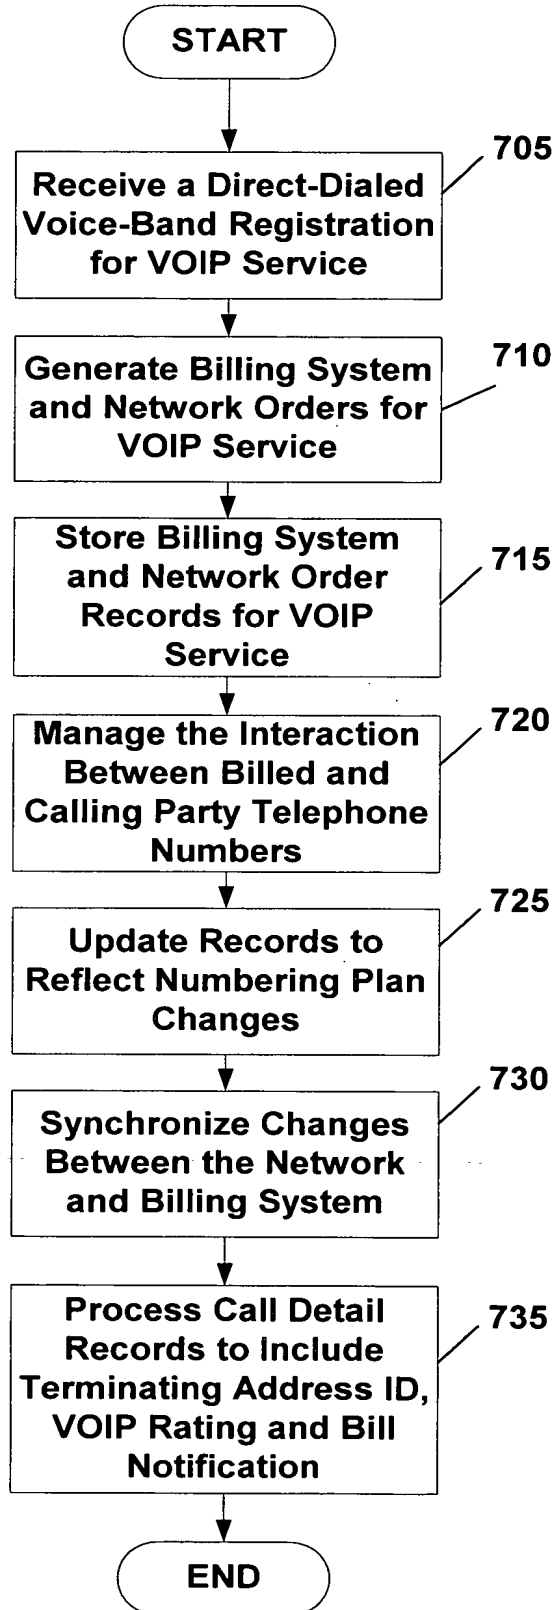 START
705
Receive a Direct-Dialed
Voice-Band Registration
for VOIP Service
710
Generate Billing System
and Network Orders for
VOIP Service
715
Store Billing System
and Network Order
Records for VOIP
Service
720
Manage the Interaction
Between Billed and
Calling Party Telephone
Numbers
725
Update Records to
Reflect Numbering Plan
Changes
730
Synchronize Changes
Between the Network
and Billing System
735
Process Call Detail
Records to Include
Terminating Address ID,
VOIP Rating and Bill
Notification
END